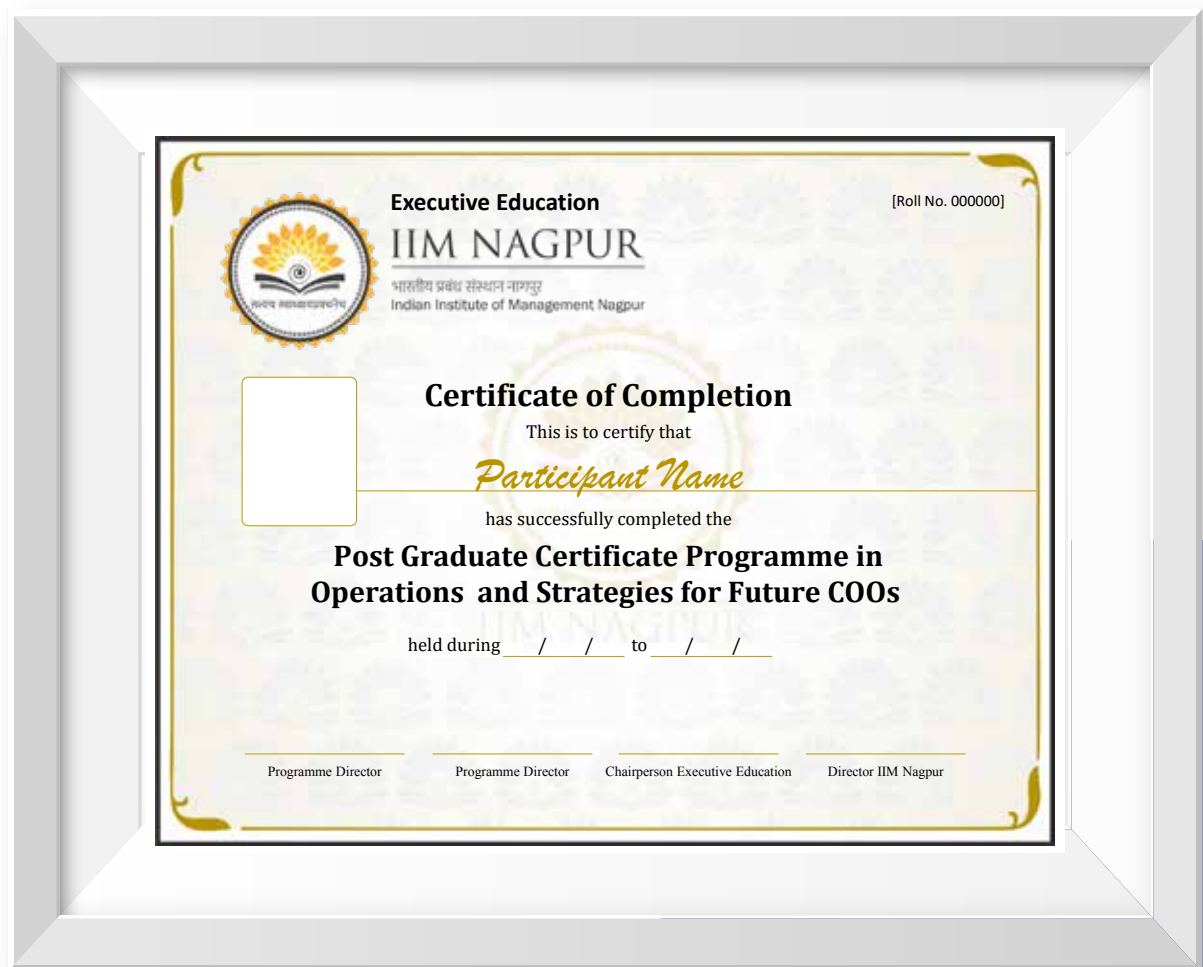 Executive Education
[Roll No. 000000]
IIM NAGPUR
भारतीय प्रबंध संस्थान नागपुर
Indian Institute of Management Nagpur
Certificate of Completion
This is to certify that
Participant Name
has successfully completed the
Post Graduate Certificate Programme in
Operations and Strategies for Future COOs
IIM NAGPUR
held during / / to / /
Programme Director Programme Director Chairperson Executive Education Director IIM Nagpur